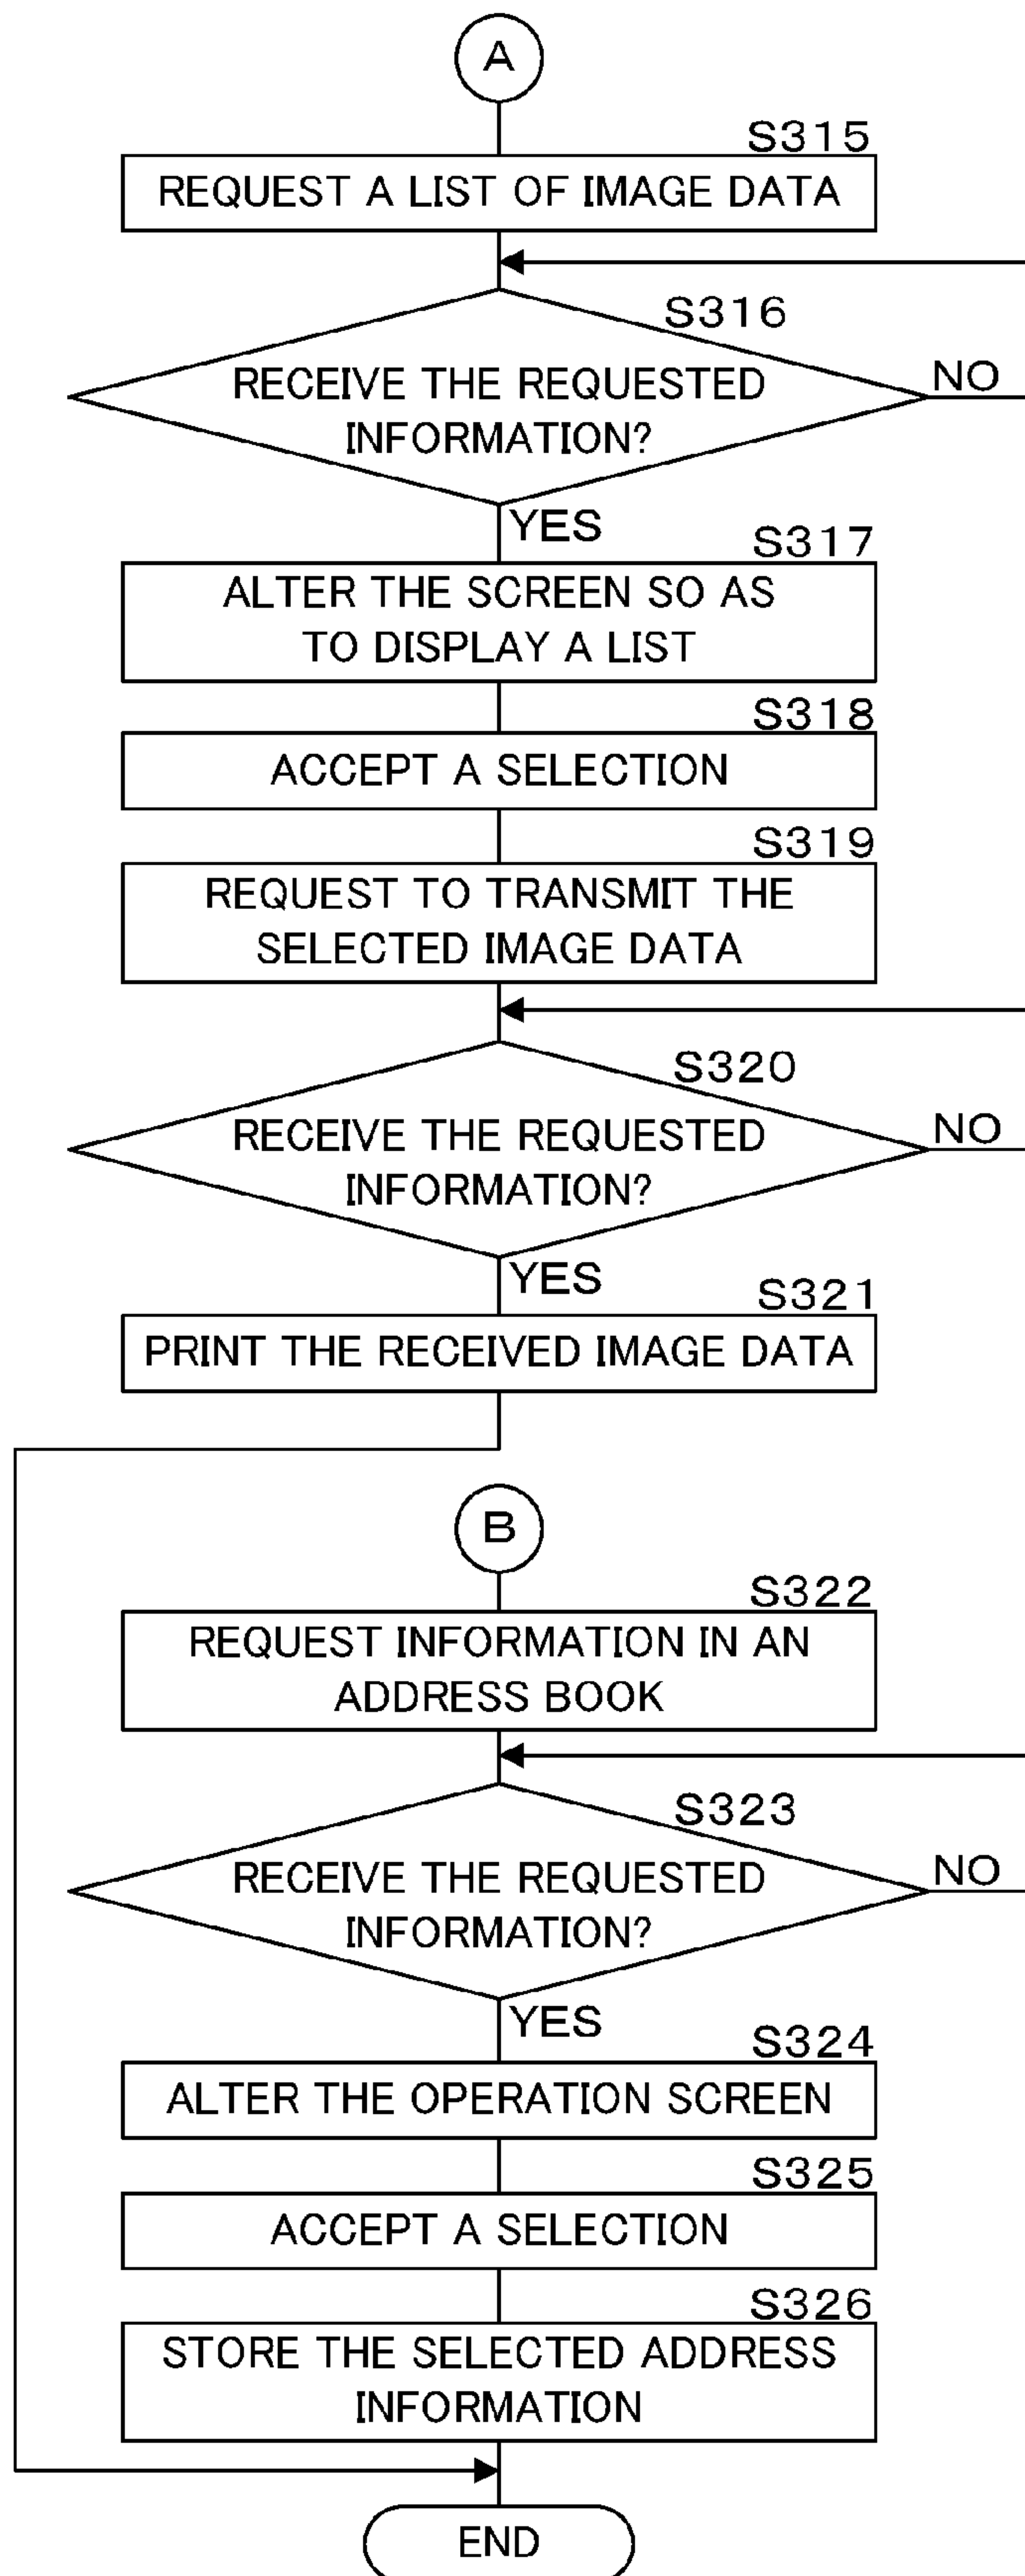 A
S315
REQUEST A LIST OF IMAGE DATA
S316
RECEIVE THE REQUESTED
INFORMATION?
NO
YES
S317
ALTER THE SCREEN SO AS
TO DISPLAY A LIST
S318
ACCEPT A SELECTION
S319
REQUEST TO TRANSMIT THE
SELECTED IMAGE DATA
S320
RECEIVE THE REQUESTED
INFORMATION?
NO
YES
S321
PRINT THE RECEIVED IMAGE DATA
B
S322
REQUEST INFORMATION IN AN
ADDRESS BOOK
S323
RECEIVE THE REQUESTED
INFORMATION?
NO
YES
S324
ALTER THE OPERATION SCREEN
S325
ACCEPT A SELECTION
S326
STORE THE SELECTED ADDRESS
INFORMATION
END